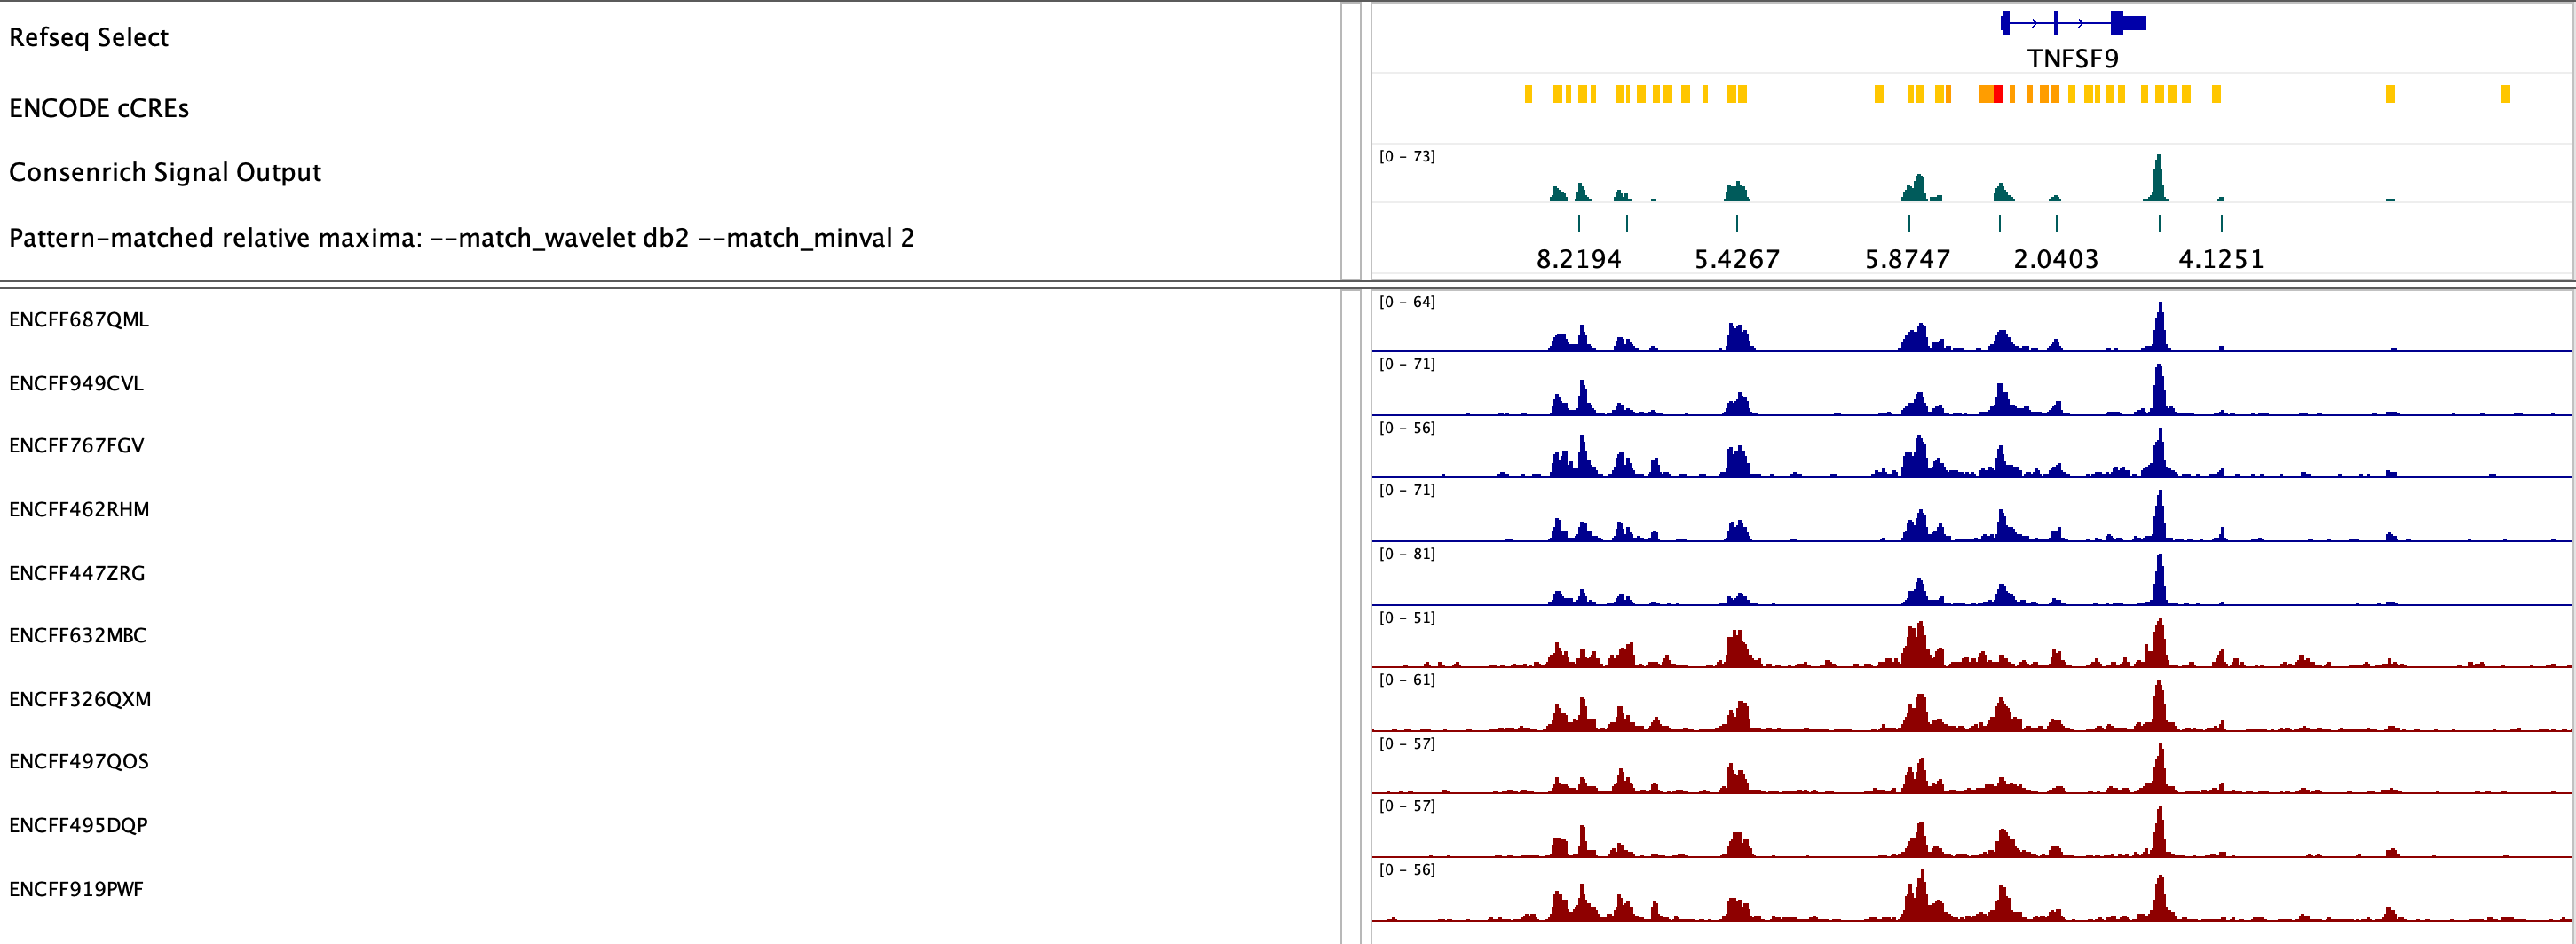 Refseq Select
TNFSF9
ENCODE cCREs
Consenrich Signal Output
[0 - 73]
Pattern-matched relative maxima: --match_wavelet db2 --match_minval 2
8.2194 5.4267 5.8747 2.0403 4.1251
ENCFF687QML
[0 - 64]
ENCFF949CVL
[0 - 71]
ENCFF767FGV
[0 - 56]
ENCFF462RHM
[0 - 71]
ENCFF447ZRG
[0 - 81]
ENCFF632MBC
[0 - 51]
ENCFF326QXM
[0 - 61]
ENCFF497QOS
[0 - 57]
ENCFF495DQP
[0 - 57]
ENCFF919PWF
[0 - 56]